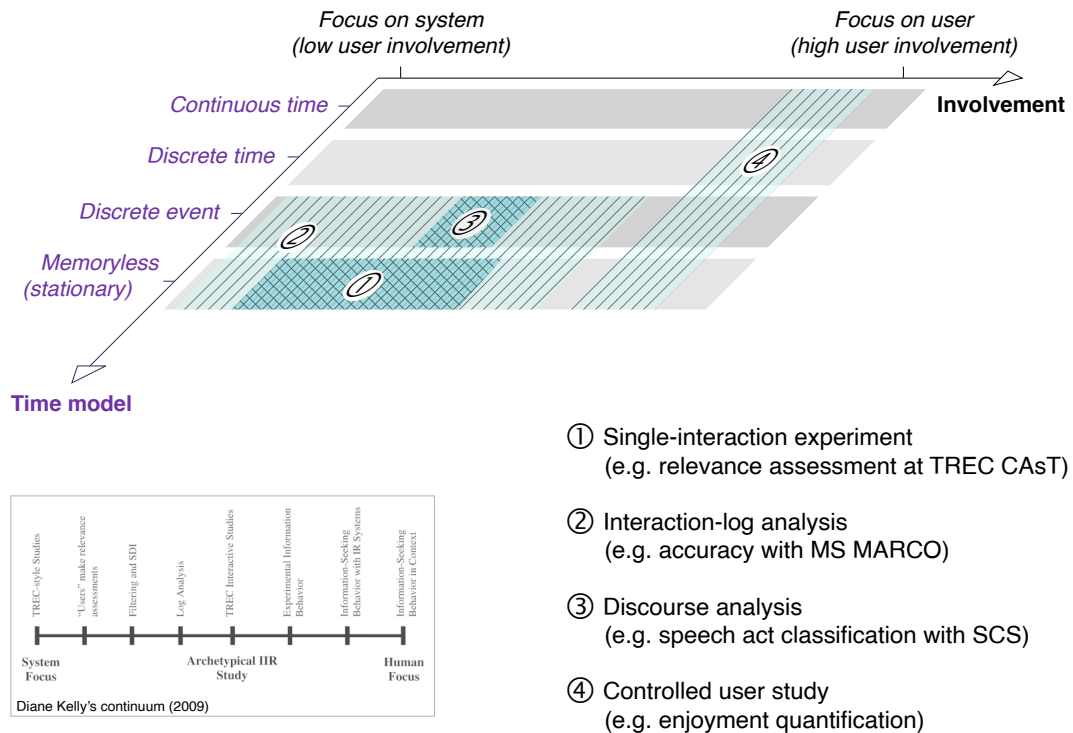 Focus on system
(low user involvement)
Focus on user
(high user involvement)
Involvement
Continuous time
Discrete time
Discrete event
Memoryless
(stationary)
Time model
④
③
②
①
① Single-interaction experiment
(e.g. relevance assessment at TREC CAsT)
② Interaction-log analysis
(e.g. accuracy with MS MARCO)
③ Discourse analysis
(e.g. speech act classification with SCS)
④ Controlled user study
(e.g. enjoyment quantification)
TREC-style Studies
"Users" make relevance
assessments
Filtering and SDI
Log Analysis
TREC Interactive Studies
Experimental Information
Behavior
Information-Seeking
Behavior with IR Systems
Information-Seeking
Behavior in Context
System
Focus
Archetypical IIR
Study
Human
Focus
Diane Kelly's continuum (2009)